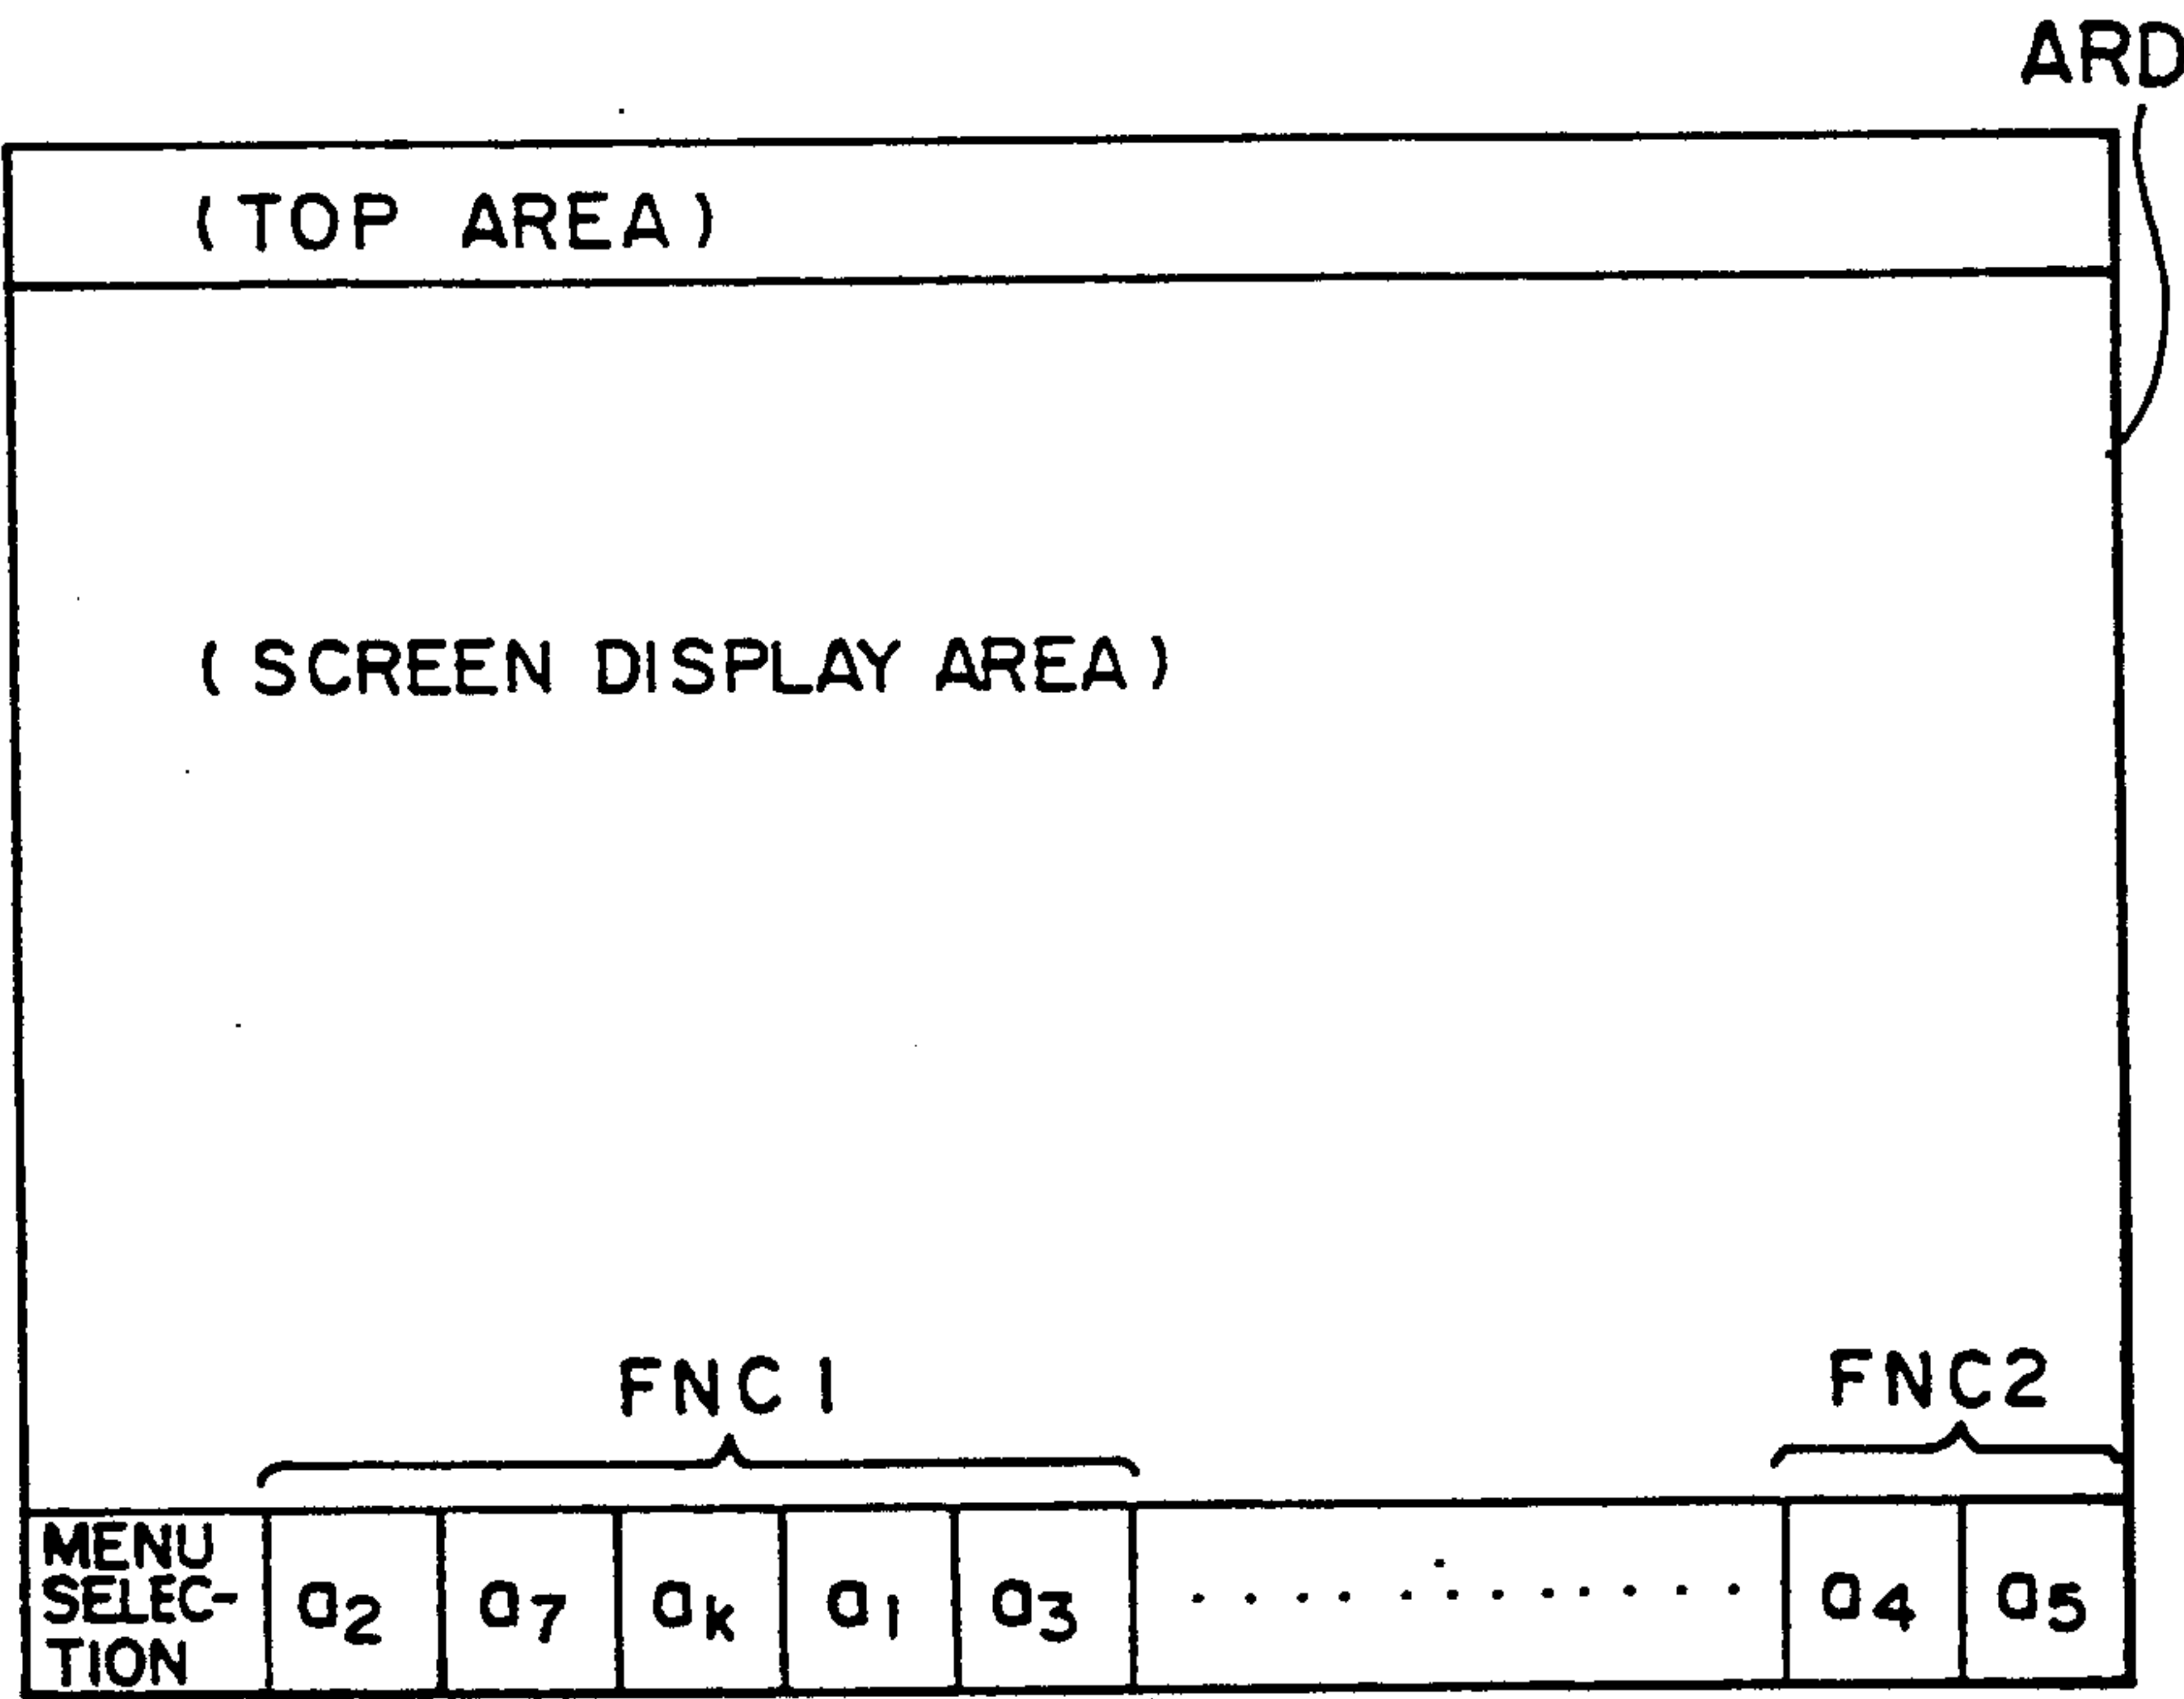 ARD
(TOP AREA)
(SCREEN DISPLAY AREA)
FNC1 FNC2
MENU
SELEC-
TION
a2 a7 ak a1 a3 ............ a4 a5